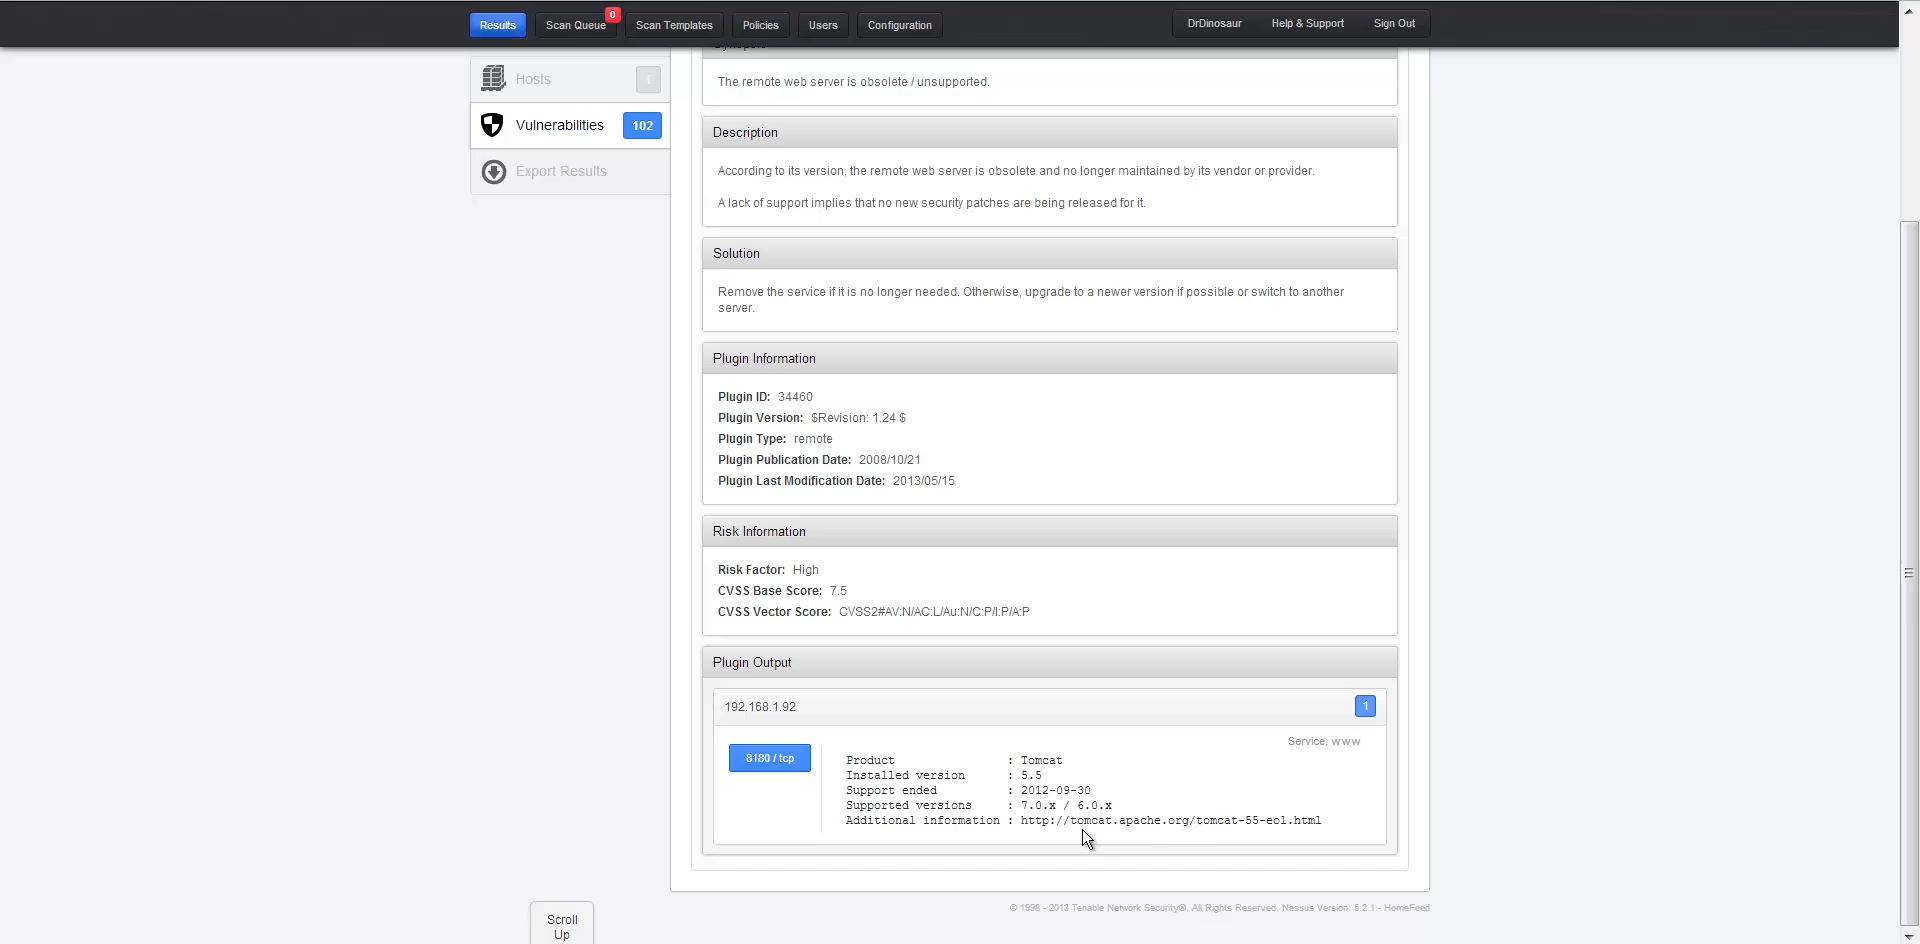 Results
Scan Queue
0
Scan Templates
Policies
Users
Configuration
DrDinosaur
Help & Support
Sign Out
Hosts
1
Vulnerabilities
102
Export Results
Synopsis
The remote web server is obsolete / unsupported.
Description
According to its version, the remote web server is obsolete and no longer maintained by its vendor or provider.
A lack of support implies that no new security patches are being released for it.
Solution
Remove the service if it is no longer needed. Otherwise, upgrade to a newer version if possible or switch to another
server.
Plugin Information
Plugin ID: 34460
Plugin Version: $Revision: 1.24 $
Plugin Type: remote
Plugin Publication Date: 2008/10/21
Plugin Last Modification Date: 2013/05/15
Risk Information
Risk Factor: High
CVSS Base Score: 7.5
CVSS Vector Score: CVSS2#AV:N/AC:L/Au:N/C:P/I:P/A:P
Plugin Output
192.168.1.92
1
Service: www
8180 / tcp
Product : Tomcat
Installed version : 5.5
Support ended : 2012-09-30
Supported versions : 7.0.x / 6.0.x
Additional information : http://tomcat.apache.org/tomcat-55-eol.html
© 1998 - 2013 Tenable Network Security®. All Rights Reserved. Nessus Version: 5.2.1 - HomeFeed
Scroll
Up